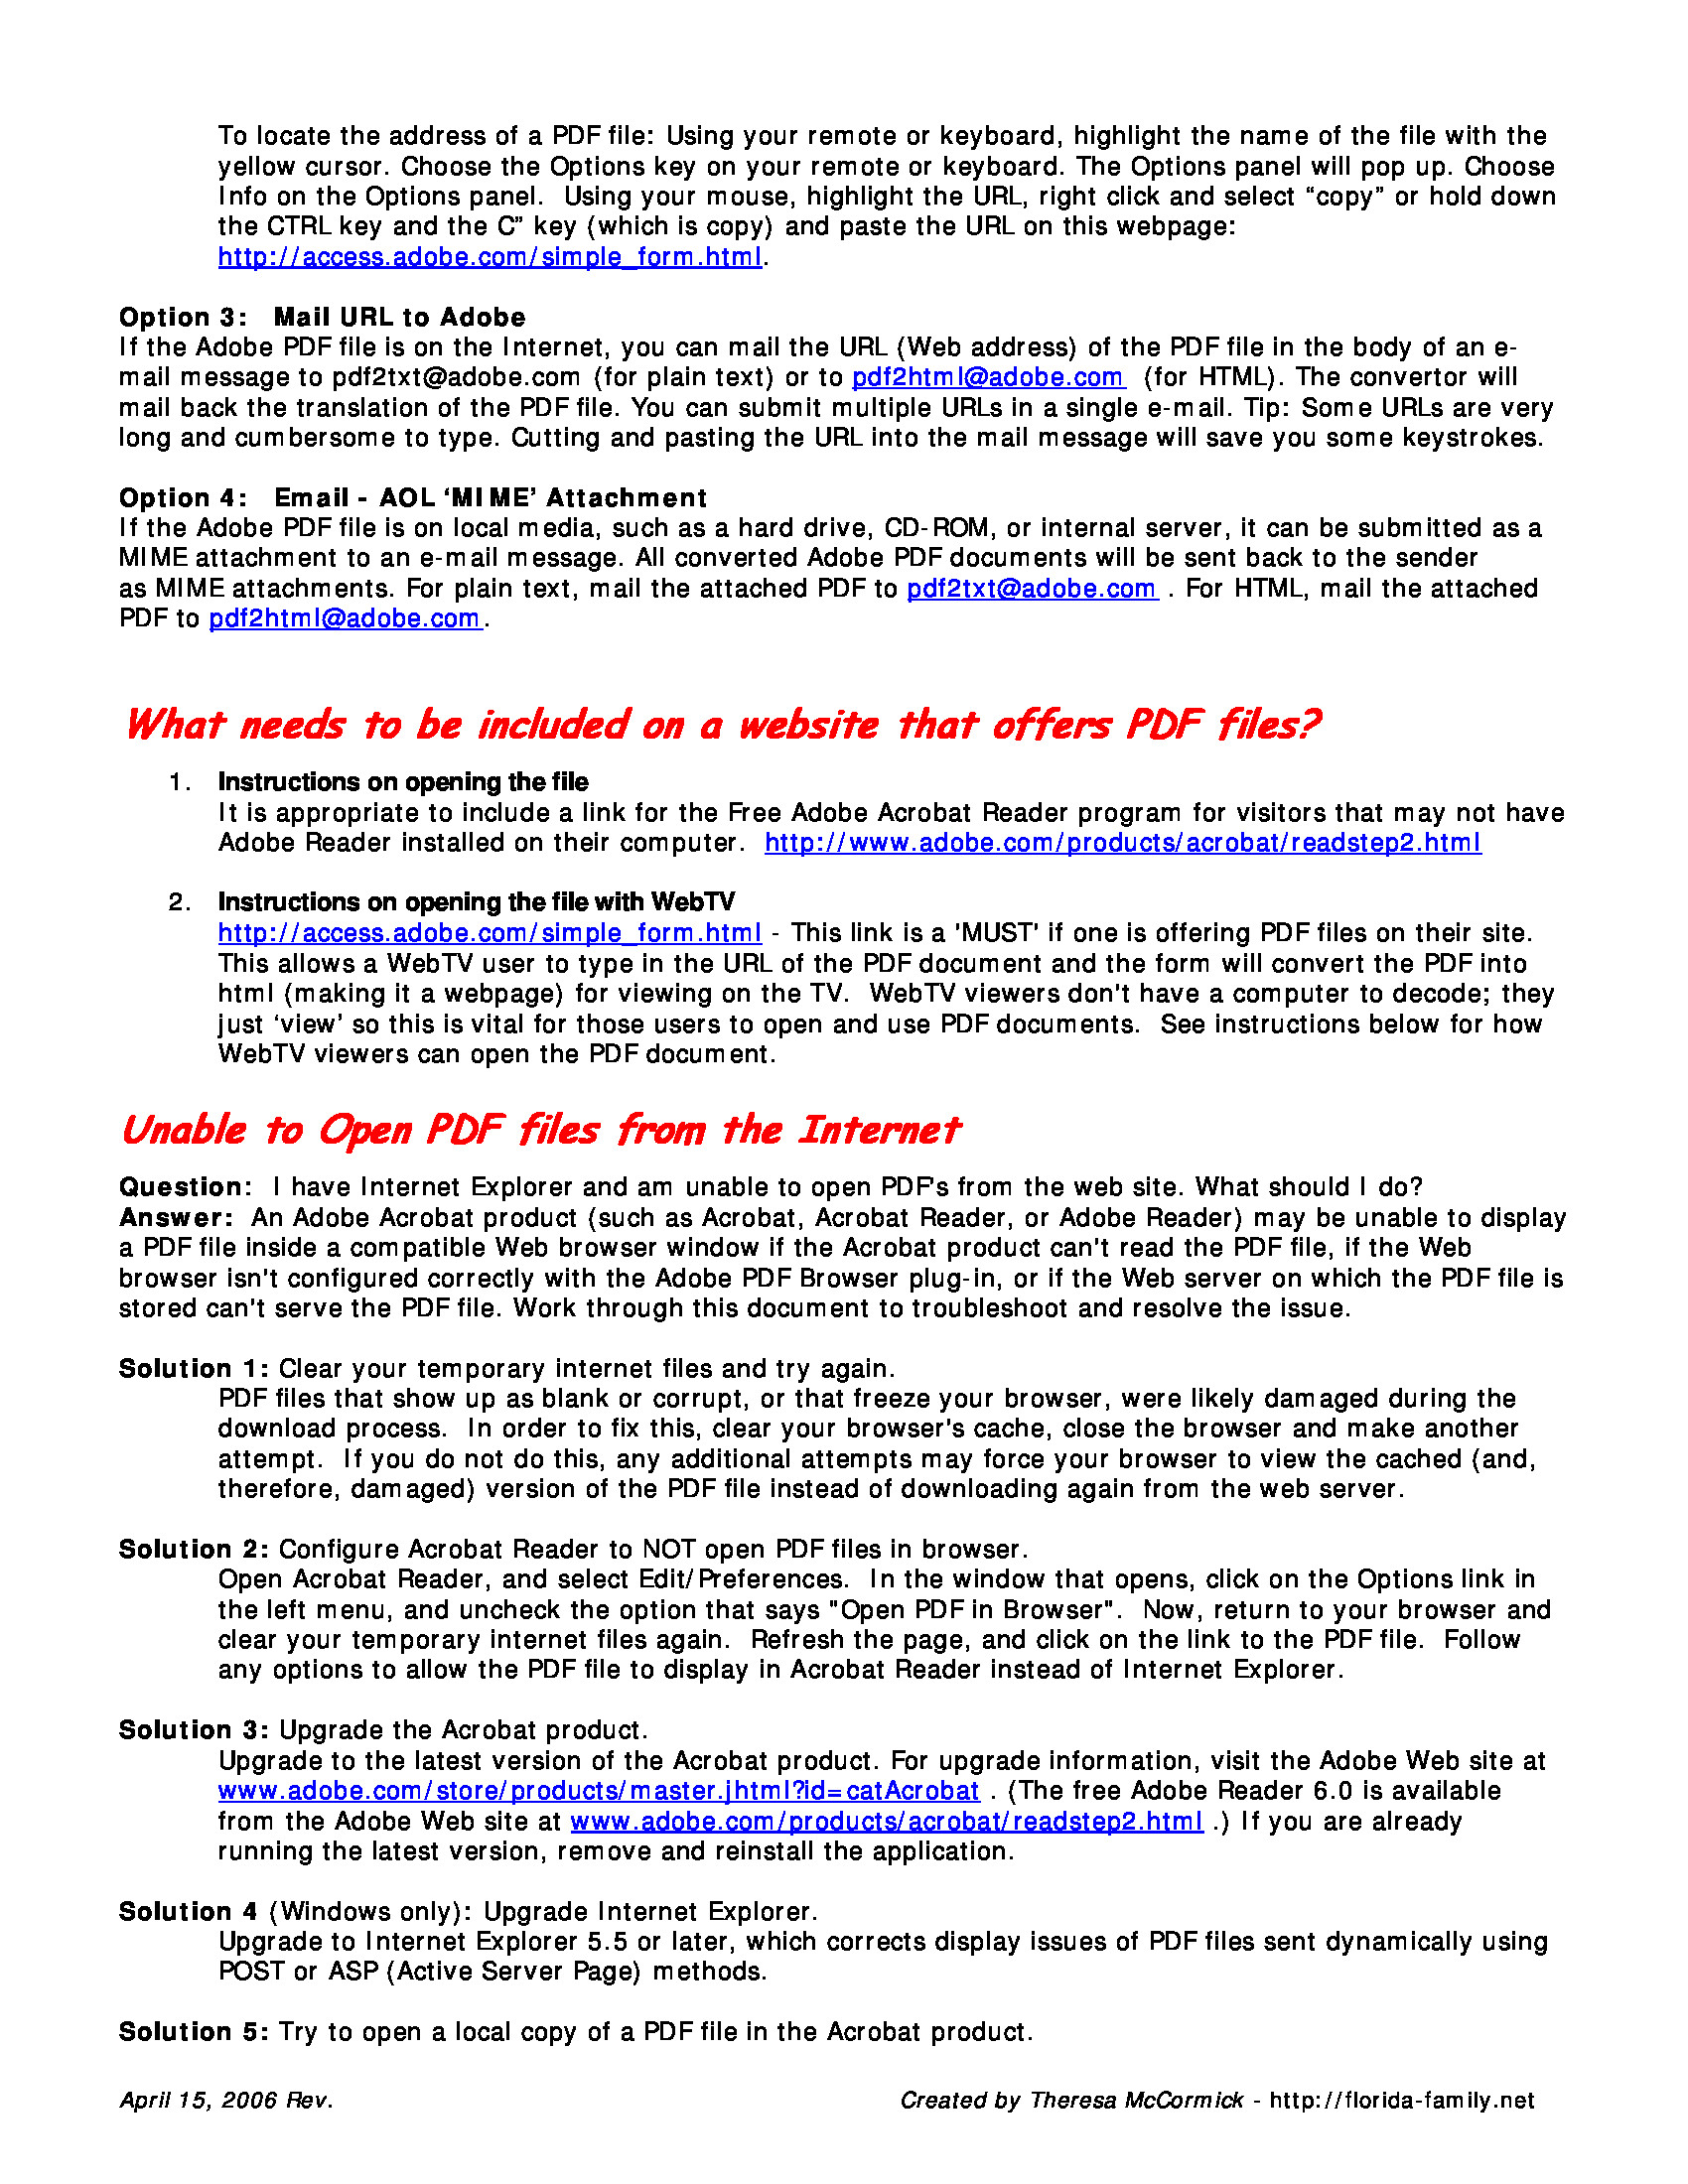 To locate the address of a PDF file: Using your remote or keyboard, highlight the name of the file with the
yellow cursor. Choose the Options key on your remote or keyboard. The Options panel will pop up. Choose
Info on the Options panel.  Using your mouse, highlight the URL, right click and select “copy” or hold down
the CTRL key and the C” key (which is copy) and paste the URL on this webpage:
http://access.adobe.com/simple_form.html.
Option 3:   Mail URL to Adobe
If the Adobe PDF file is on the Internet, you can mail the URL (Web address) of the PDF file in the body of an e-
mail message to pdf2txt@adobe.com (for plain text) or to pdf2html@adobe.com  (for HTML). The convertor will
mail back the translation of the PDF file. You can submit multiple URLs in a single e-mail. Tip: Some URLs are very
long and cumbersome to type. Cutting and pasting the URL into the mail message will save you some keystrokes.
Option 4:   Email - AOL ‘MIME’ Attachment
If the Adobe PDF file is on local media, such as a hard drive, CD-ROM, or internal server, it can be submitted as a
MIME attachment to an e-mail message. All converted Adobe PDF documents will be sent back to the sender
as MIME attachments. For plain text, mail the attached PDF to pdf2txt@adobe.com . For HTML, mail the attached
PDF to pdf2html@adobe.com.
What needs to be included on a website that offers PDF files?
1. Instructions on opening the file
It is appropriate to include a link for the Free Adobe Acrobat Reader program for visitors that may not have
Adobe Reader installed on their computer.  http://www.adobe.com/products/acrobat/readstep2.html
2. Instructions on opening the file with WebTV
http://access.adobe.com/simple_form.html - This link is a 'MUST' if one is offering PDF files on their site.
This allows a WebTV user to type in the URL of the PDF document and the form will convert the PDF into
html (making it a webpage) for viewing on the TV.  WebTV viewers don't have a computer to decode; they
just ‘view’ so this is vital for those users to open and use PDF documents.  See instructions below for how
WebTV viewers can open the PDF document.
Unable to Open PDF files from the Internet
Question:  I have Internet Explorer and am unable to open PDF's from the web site. What should I do?
Answer:  An Adobe Acrobat product (such as Acrobat, Acrobat Reader, or Adobe Reader) may be unable to display
a PDF file inside a compatible Web browser window if the Acrobat product can't read the PDF file, if the Web
browser isn't configured correctly with the Adobe PDF Browser plug-in, or if the Web server on which the PDF file is
stored can't serve the PDF file. Work through this document to troubleshoot and resolve the issue.
Solution 1: Clear your temporary internet files and try again.
PDF files that show up as blank or corrupt, or that freeze your browser, were likely damaged during the
download process.  In order to fix this, clear your browser's cache, close the browser and make another
attempt.  If you do not do this, any additional attempts may force your browser to view the cached (and,
therefore, damaged) version of the PDF file instead of downloading again from the web server.
Solution 2: Configure Acrobat Reader to NOT open PDF files in browser.
Open Acrobat Reader, and select Edit/Preferences.  In the window that opens, click on the Options link in
the left menu, and uncheck the option that says "Open PDF in Browser".  Now, return to your browser and
clear your temporary internet files again.  Refresh the page, and click on the link to the PDF file.  Follow
any options to allow the PDF file to display in Acrobat Reader instead of Internet Explorer.
Solution 3: Upgrade the Acrobat product.
Upgrade to the latest version of the Acrobat product. For upgrade information, visit the Adobe Web site at
www.adobe.com/store/products/master.jhtml?id=catAcrobat . (The free Adobe Reader 6.0 is available
from the Adobe Web site at www.adobe.com/products/acrobat/readstep2.html .) If you are already
running the latest version, remove and reinstall the application.
Solution 4 (Windows only): Upgrade Internet Explorer.
Upgrade to Internet Explorer 5.5 or later, which corrects display issues of PDF files sent dynamically using
POST or ASP (Active Server Page) methods.
Solution 5: Try to open a local copy of a PDF file in the Acrobat product.
April 15, 2006 Rev. Created by Theresa McCormick - http://florida-family.net